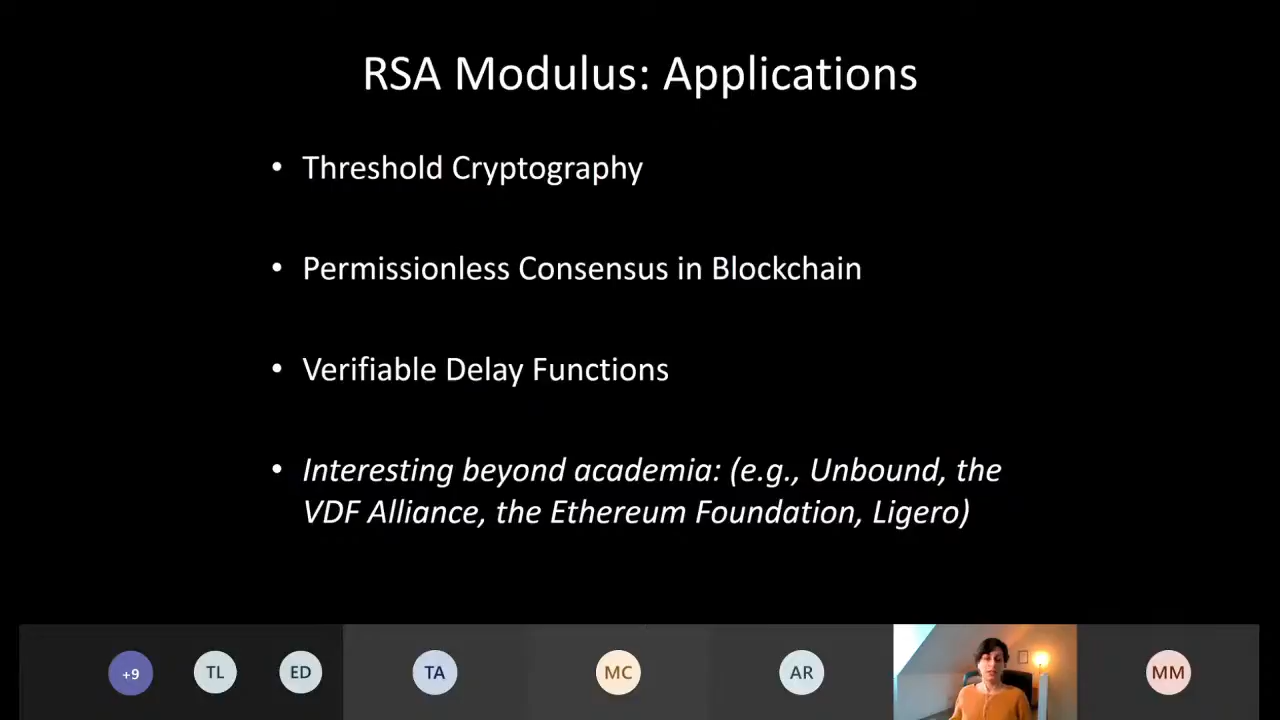 RSA Modulus: Applications
• Threshold Cryptography
• Permissionless Consensus in Blockchain
• Verifiable Delay Functions
• Interesting beyond academia: (e.g., Unbound, the
VDF Alliance, the Ethereum Foundation, Ligero)
+9 TL ED TA MC AR MM